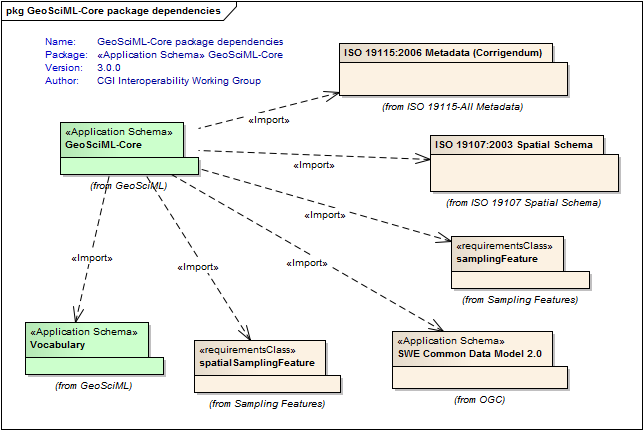 pkg GeoSciML-Core package dependencies
Name: GeoSciML-Core package dependencies
Package: «Application Schema» GeoSciML-Core
Version: 3.0.0
Author: CGI Interoperability Working Group
ISO 19115:2006 Metadata (Corrigendum)
(from ISO 19115-All Metadata)
«Import»
«Application Schema»
GeoSciML-Core
(from GeoSciML)
ISO 19107:2003 Spatial Schema
(from ISO 19107 Spatial Schema)
«Import»
«Import»
«requirementsClass»
samplingFeature
(from Sampling Features)
«Import»
«Import»
«Import»
«Application Schema»
Vocabulary
(from GeoSciML)
«requirementsClass»
spatialSamplingFeature
(from Sampling Features)
«Application Schema»
SWE Common Data Model 2.0
(from OGC)